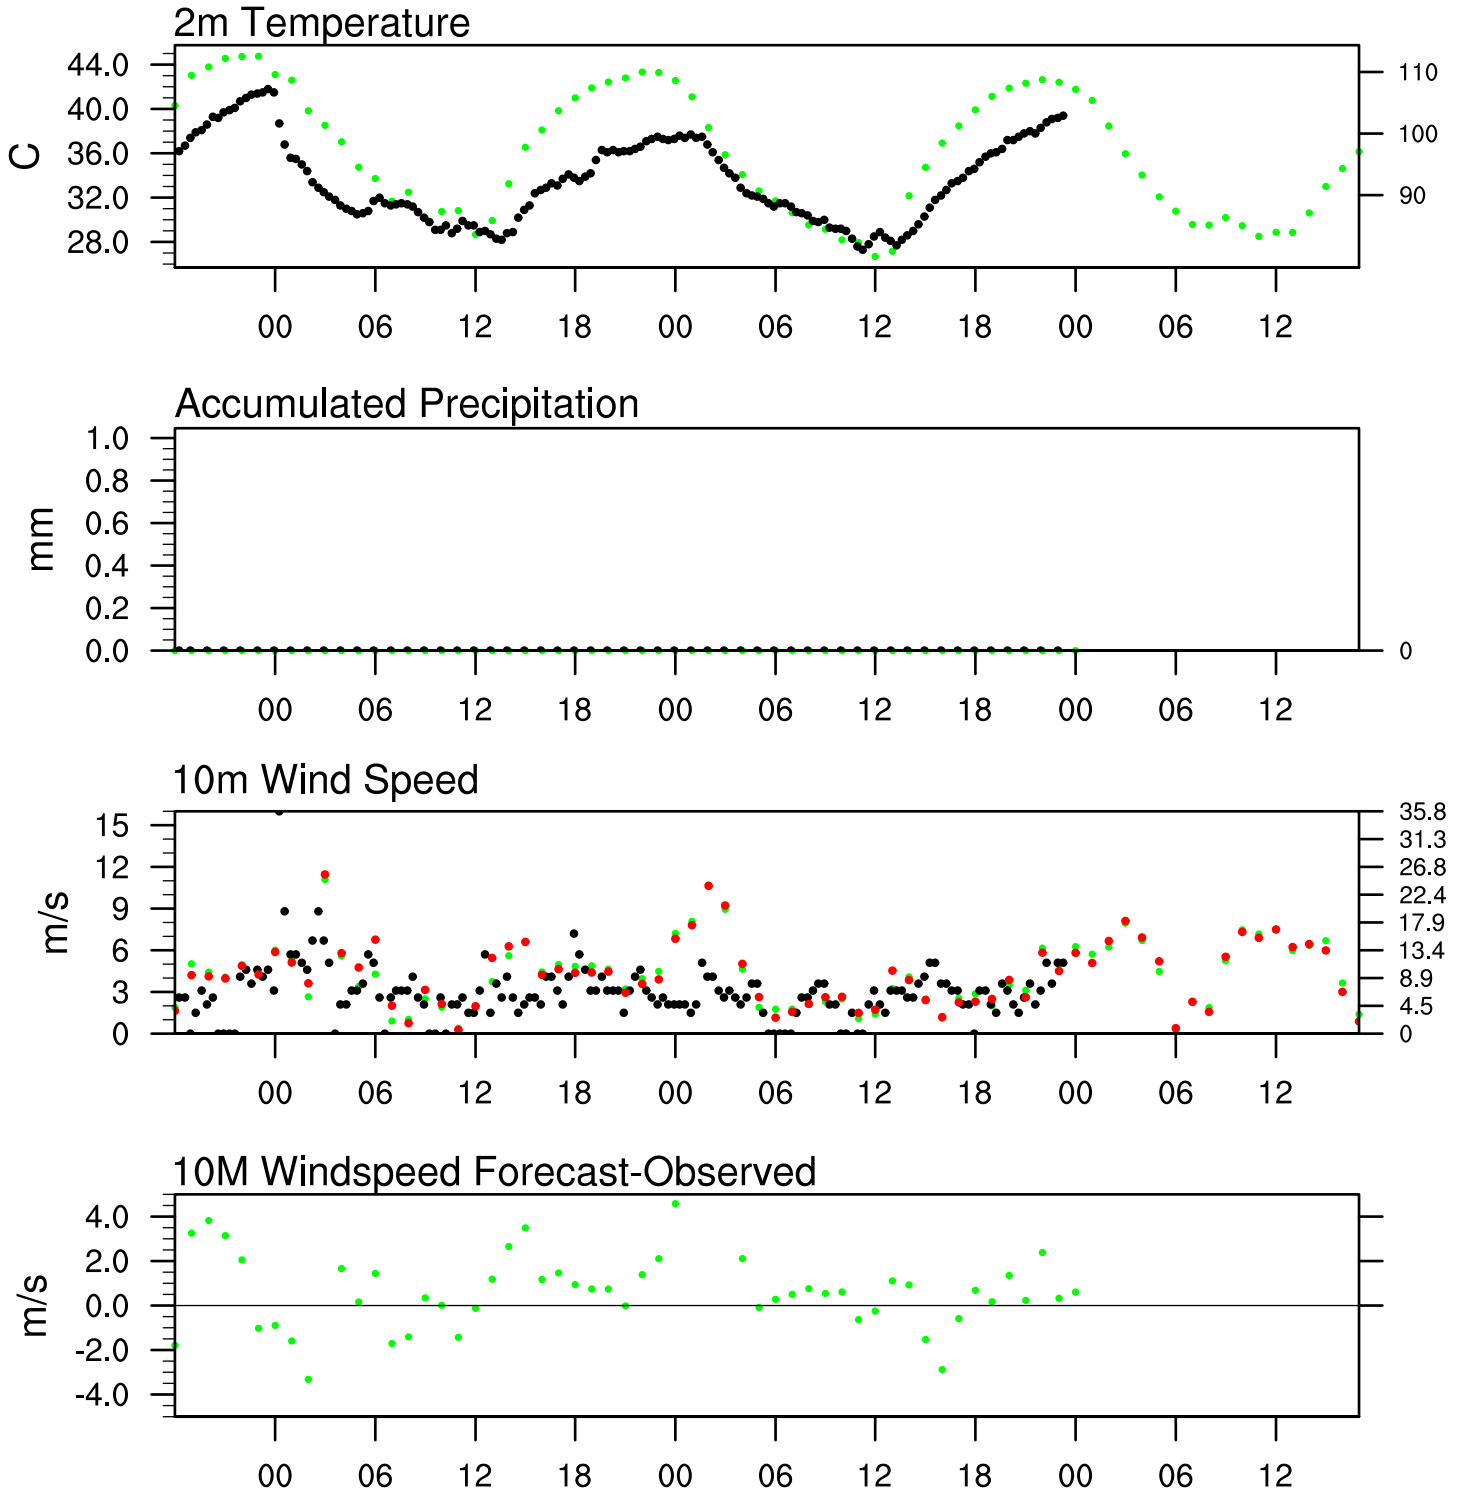 2m Temperature
C
44.0
40.0
36.0
32.0
28.0
110
100
90
00 06 12 18 00 06 12 18 00 06 12
Accumulated Precipitation
mm
1.0
0.8
0.6
0.4
0.2
0.0
0
00 06 12 18 00 06 12 18 00 06 12
10m Wind Speed
m/s
15
12
9
6
3
0
35.8
31.3
26.8
22.4
17.9
13.4
8.9
4.5
0
00 06 12 18 00 06 12 18 00 06 12
10M Windspeed Forecast-Observed
m/s
4.0
2.0
0.0
-2.0
-4.0
00 06 12 18 00 06 12 18 00 06 12